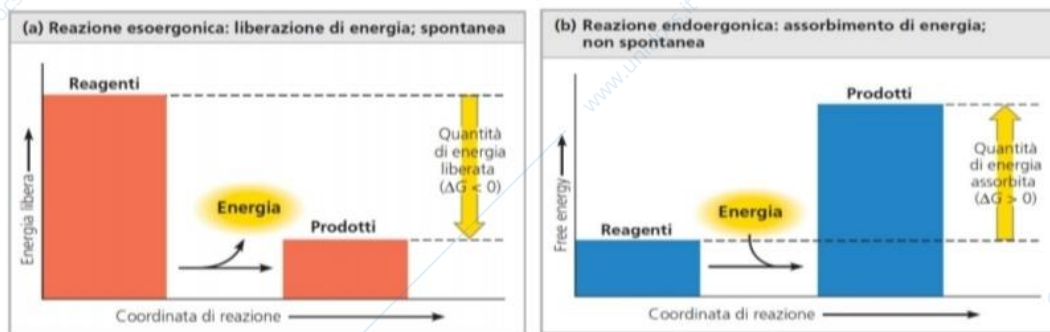 (a) Reazione esoergonica: liberazione di energia; spontanea
Reagenti
Quantità
di energia
liberata
(ΔG < 0)
Energia
Prodotti
Energia libera
Coordinata di reazione
(b) Reazione endoergonica: assorbimento di energia;
non spontanea
Prodotti
Quantità
di energia
assorbita
(ΔG > 0)
Energia
Reagenti
Free energy
Coordinata di reazione